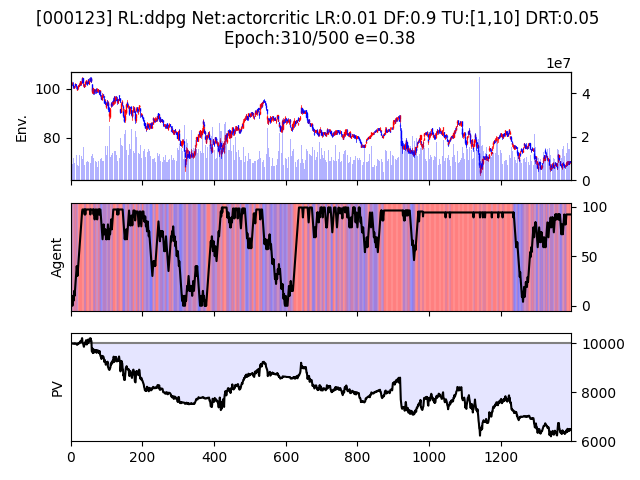 [000123] RL:ddpg Net:actorcritic LR:0.01 DF:0.9 TU:[1,10] DRT:0.05
Epoch:310/500 e=0.38
1e7
100
80
Env.
4
2
0
Agent
100
50
0
PV
10000
8000
6000
0 200 400 600 800 1000 1200